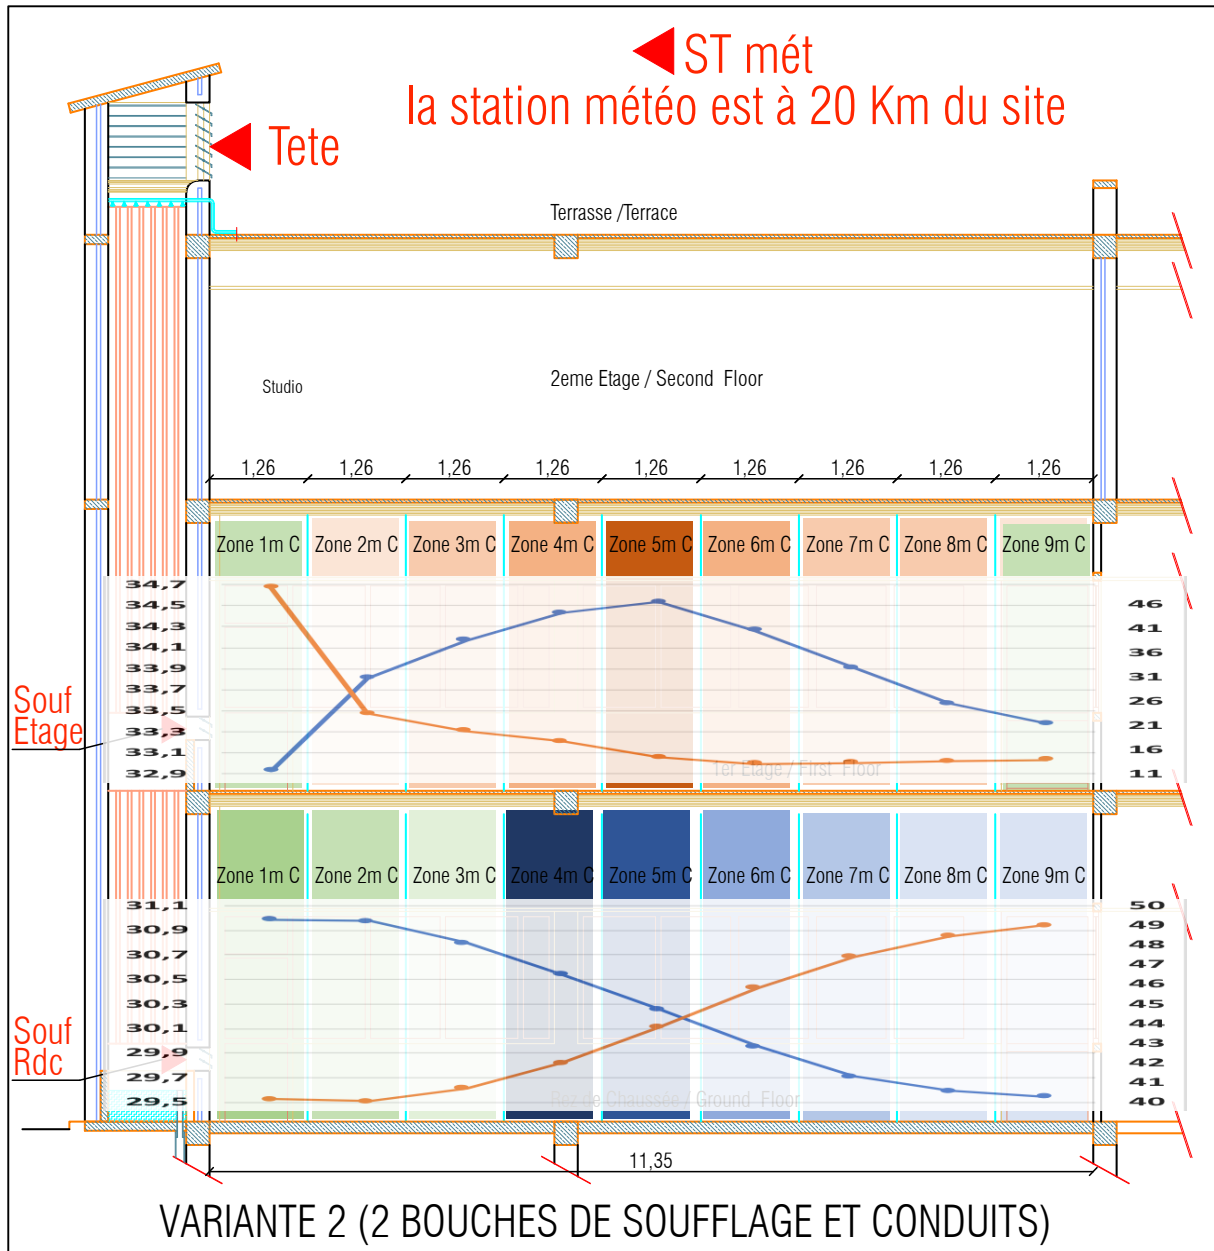 ST mét
la station météo est à 20 Km du site
Tete
Terrasse /Terrace
Studio
2eme Etage / Second Floor
1,26 1,26 1,26 1,26 1,26 1,26 1,26 1,26 1,26
Zone 1m C Zone 2m C Zone 3m C Zone 4m C Zone 5m C Zone 6m C Zone 7m C Zone 8m C Zone 9m C
34,7
34,5 46
34,3 41
34,1 36
33,9 31
33,7 26
33,5 21
33,3 16
33,1 11
32,9
Souf
Etage
1er Etage / First Floor
Zone 1m C Zone 2m C Zone 3m C Zone 4m C Zone 5m C Zone 6m C Zone 7m C Zone 8m C Zone 9m C
31,1 50
30,9 49
30,7 48
30,5 47
30,3 46
30,1 45
29,9 44
29,7 43
29,5 42
41
40
Souf
Rdc
Rez de Chaussée / Ground Floor
11,35
VARIANTE 2 (2 BOUCHES DE SOUFFLAGE ET CONDUITS)